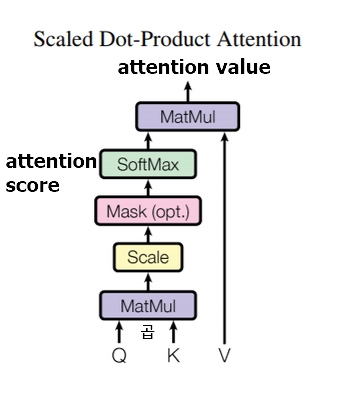 Scaled Dot-Product Attention
attention value
MatMul
attention
score
SoftMax
Mask (opt.)
Scale
MatMul
곱
Q K V